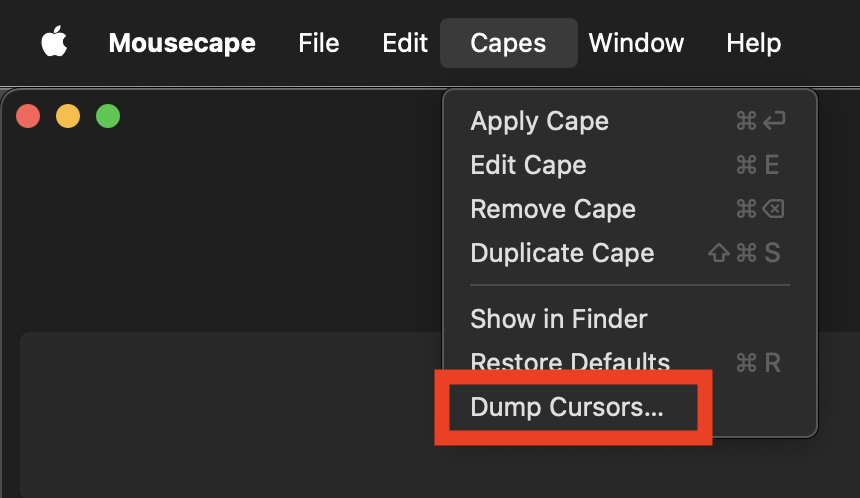 Mousecape File Edit Capes Window Help
Apply Cape ⌘ ↩
Edit Cape ⌘ E
Remove Cape ⌘ ⌫
Duplicate Cape ⇧ ⌘ S
Show in Finder
Restore Defaults ⌘ R
Dump Cursors...